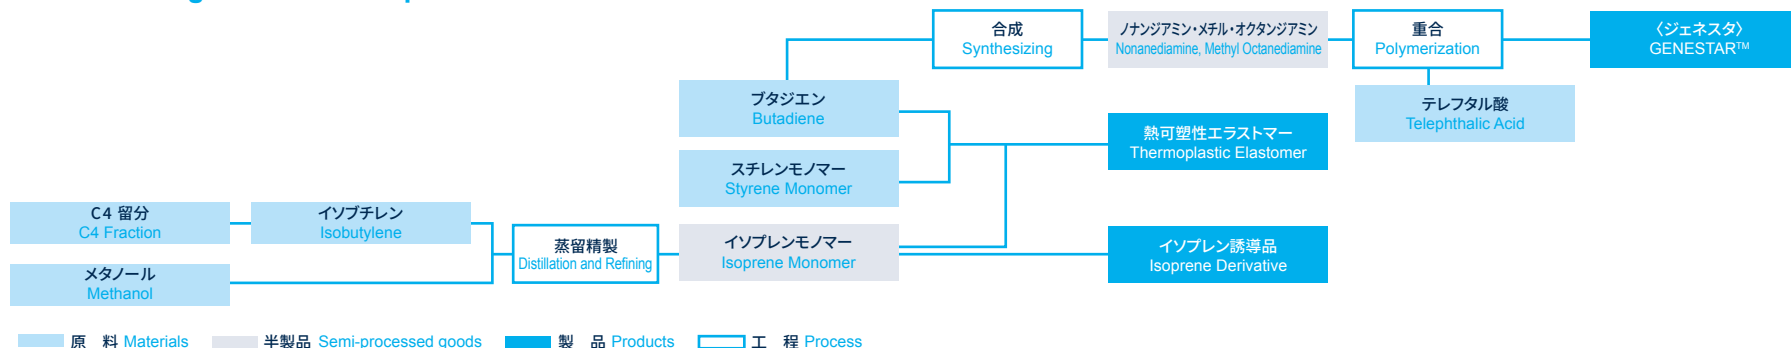 合成
Synthesizing
ノナンジアミン・メチル・オクタンジアミン
Nonanediamine, Methyl Octanediamine
重合
Polymerization
〈ジェネスタ〉
GENESTAR™
ブタジエン
Butadiene
テレフタル酸
Telephthalic Acid
熱可塑性エラストマー
Thermoplastic Elastomer
スチレンモノマー
Styrene Monomer
C4 留分
C4 Fraction
イソブチレン
Isobutylene
蒸留精製
Distillation and Refining
イソプレンモノマー
Isoprene Monomer
イソプレン誘導品
Isoprene Derivative
メタノール
Methanol
原　料 Materials 半製品 Semi-processed goods 製　品 Products 工　程 Process